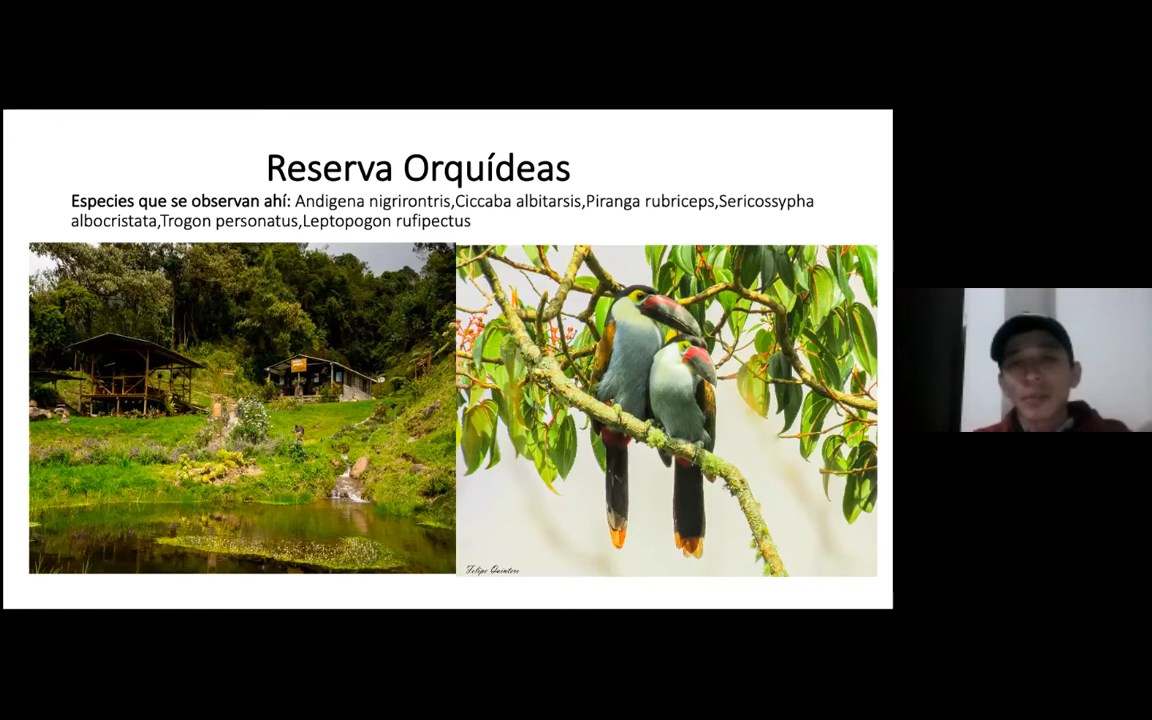 Reserva Orquídeas
Especies que se observan ahí: Andigena nigrirontris,Ciccaba albitarsis,Piranga rubriceps,Sericossypha
albocristata,Trogon personatus,Leptopogon rufipectus
Felipe Quintero